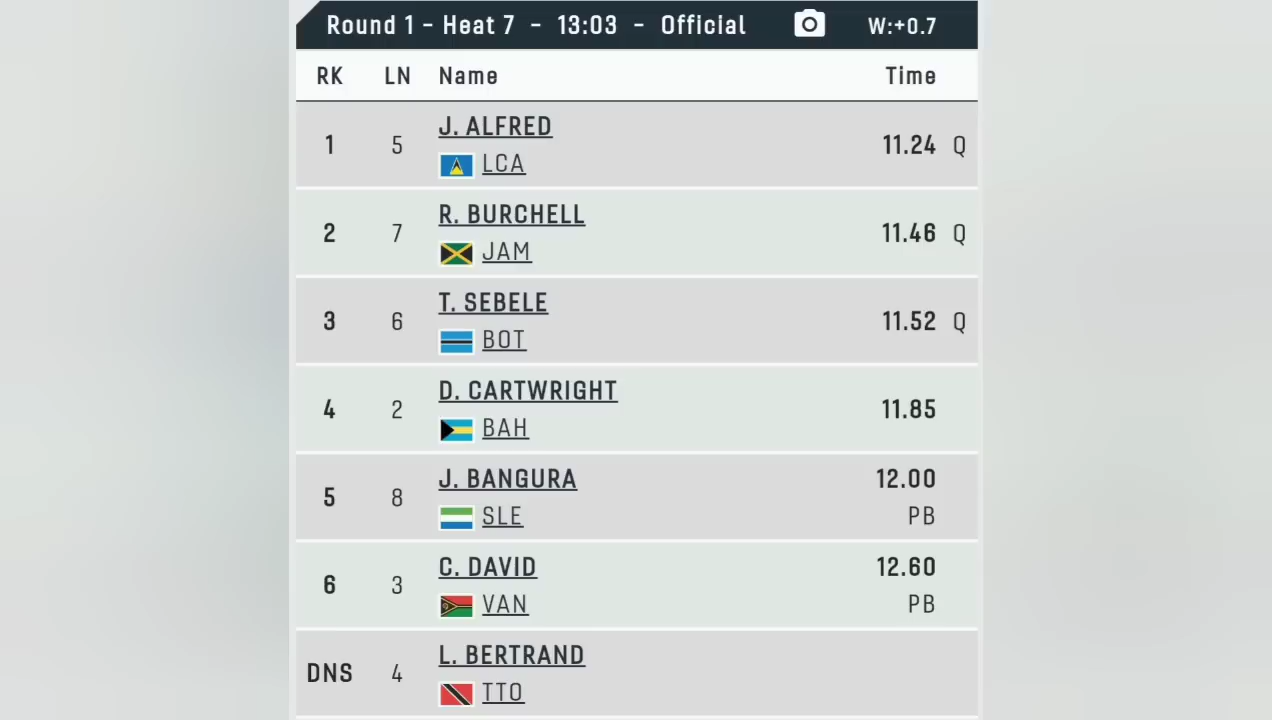 Round 1 - Heat 7 - 13:03 - Official W:+0.7
RK LN Name Time
1 5 J. ALFRED 11.24 Q
LCA
2 7 R. BURCHELL 11.46 Q
JAM
3 6 T. SEBELE 11.52 Q
BOT
4 2 D. CARTWRIGHT 11.85
BAH
5 8 J. BANGURA 12.00
SLE PB
6 3 C. DAVID 12.60
VAN PB
DNS 4 L. BERTRAND
TTO